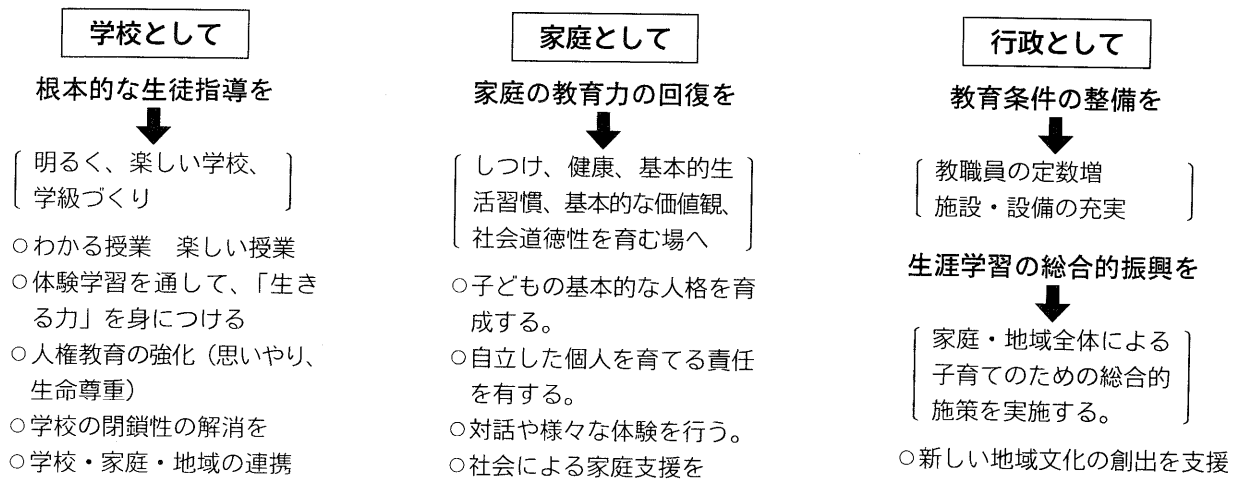 学校として
根本的な生徒指導を
明るく、楽しい学校、
学級づくり
○わかる授業　楽しい授業
○体験学習を通して、「生き
る力」を身につける
○人権教育の強化（思いやり、
生命尊重）
○学校の閉鎖性の解消を
○学校・家庭・地域の連携
家庭として
家庭の教育力の回復を
しつけ、健康、基本的生
活習慣、基本的な価値観、
社会道徳性を育む場へ
○子どもの基本的な人格を育
成する。
○自立した個人を育てる責任
を有する。
○対話や様々な体験を行う。
○社会による家庭支援を
行政として
教育条件の整備を
教職員の定数増
施設・設備の充実
生涯学習の総合的振興を
家庭・地域全体による
子育てのための総合的
施策を実施する。
○新しい地域文化の創出を支援